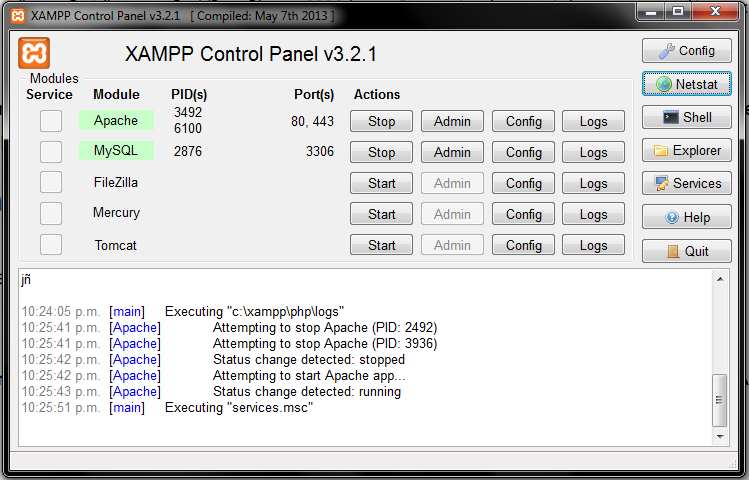 XAMPP Control Panel v3.2.1 [ Compiled: May 7th 2013 ]
XAMPP Control Panel v3.2.1
Config
Modules
Service Module PID(s) Port(s) Actions
Netstat
Apache 3492 6100 80, 443 Stop Admin Config Logs
Shell
MySQL 2876 3306 Stop Admin Config Logs
Explorer
FileZilla Start Admin Config Logs
Services
Mercury Start Admin Config Logs
Help
Tomcat Start Admin Config Logs
Quit
jñ
10:24:05 p.m. [main] Executing "c:\xampp\php\logs"
10:25:41 p.m. [Apache] Attempting to stop Apache (PID: 2492)
10:25:41 p.m. [Apache] Attempting to stop Apache (PID: 3936)
10:25:42 p.m. [Apache] Status change detected: stopped
10:25:42 p.m. [Apache] Attempting to start Apache app...
10:25:43 p.m. [Apache] Status change detected: running
10:25:51 p.m. [main] Executing "services.msc"